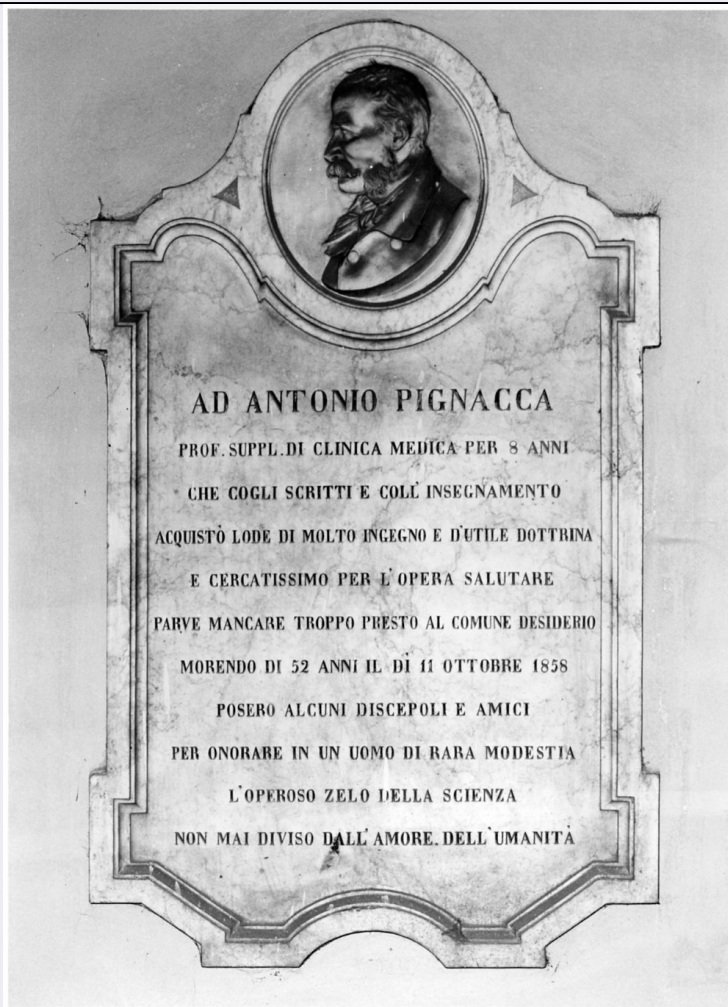 AD ANTONIO PIGNACCA
PROF. SUPPL. DI CLINICA MEDICA PER 8 ANNI
CHE COGLI SCRITTI E COLL' INSEGNAMENTO
ACQUISTÒ LODE DI MOLTO INGEGNO E D'UTILE DOTTRINA
E CERCATISSIMO PER L'OPERA SALUTARE
PARVE MANCARE TROPPO PRESTO AL COMUNE DESIDERIO
MORENDO DI 52 ANNI IL DÌ 11 OTTOBRE 1858
POSERO ALCUNI DISCEPOLI E AMICI
PER ONORARE IN UN UOMO DI RARA MODESTIA
L'OPEROSO ZELO DELLA SCIENZA
NON MAI DIVISO DALL' AMORE. DELL'UMANITÀ